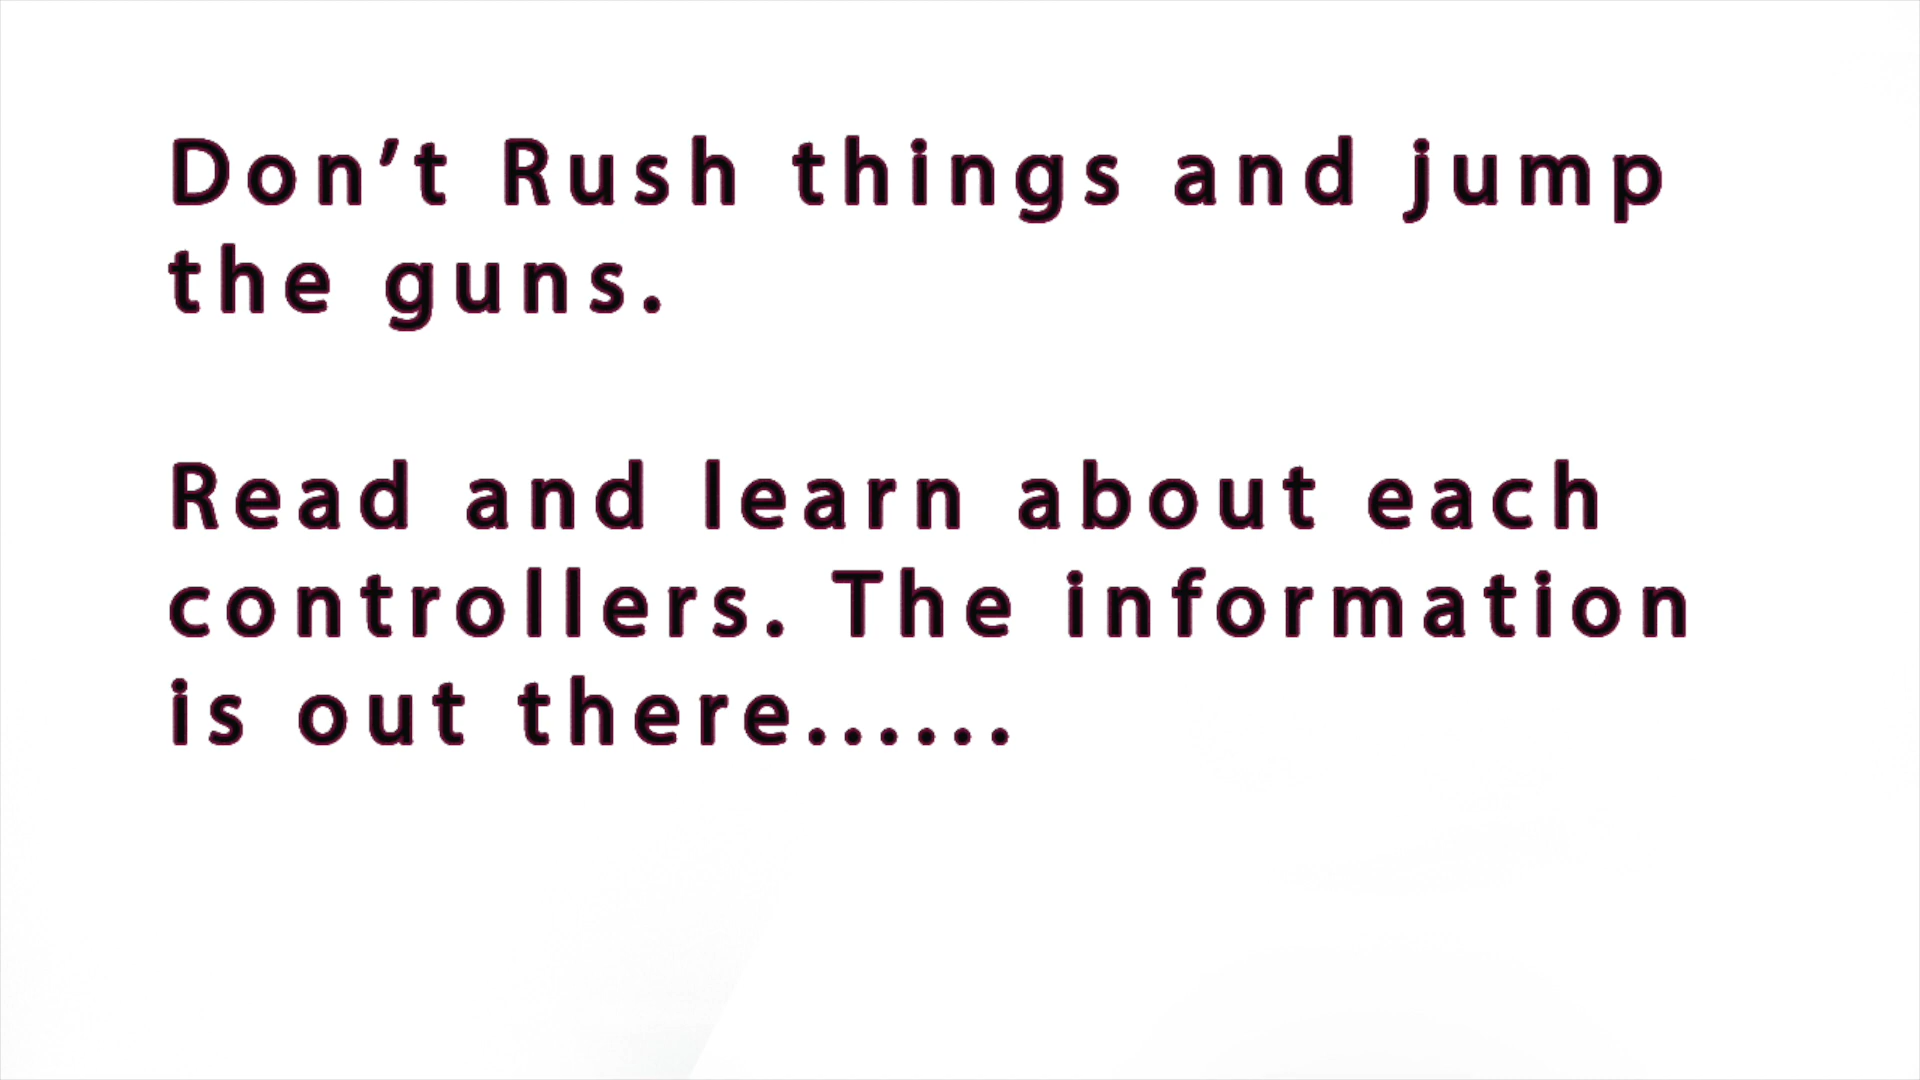 Don’t Rush things and jump
the guns.
Read and learn about each
controllers. The information
is out there......